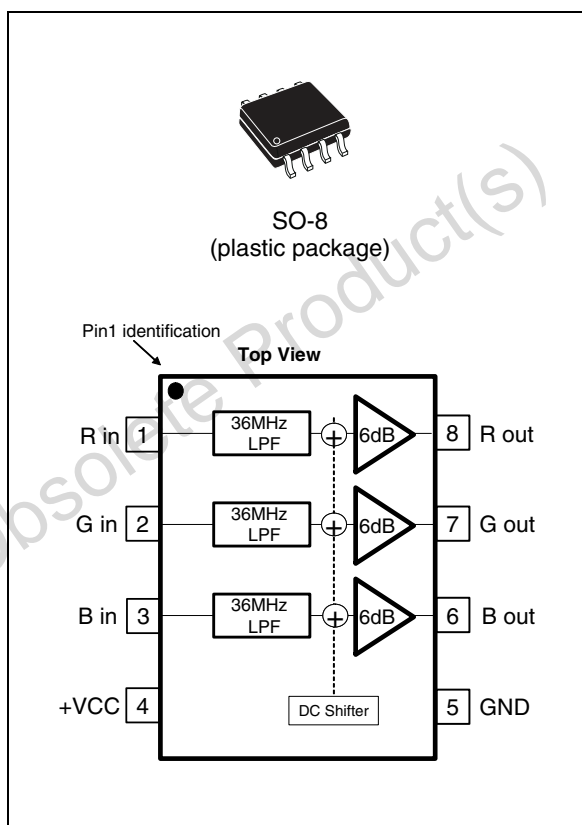 SO-8
(plastic package)
Obsolete Product(s)
Pin1 identification
Top View
R in 1 36MHz LPF + 6dB 8 R out
G in 2 36MHz LPF + 6dB 7 G out
B in 3 36MHz LPF + 6dB 6 B out
+VCC 4 DC Shifter 5 GND